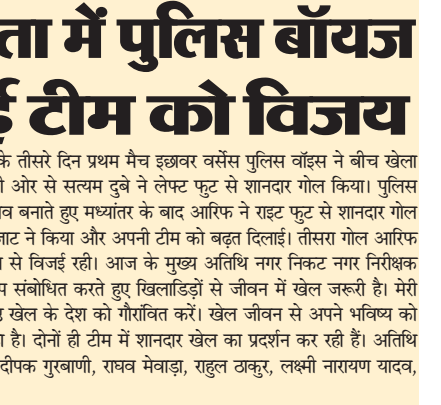 ता में पुलिस बॉयज
ई टीम को विजय
के तीसरे दिन प्रथम मैच इछावर वर्सेस पुलिस वॉइस ने बीच खेला
ओर से सत्यम दुबे ने लेफ्ट फुट से शानदार गोल किया। पुलिस
व बनाते हुए मध्यांतर के बाद आरिफ ने राइट फुट से शानदार गोल
जाट ने किया और अपनी टीम को बढ़त दिलाई। तीसरा गोल आरिफ
से विजई रही। आज के मुख्य अतिथि नगर निकट नगर निरीक्षक
संबोधित करते हुए खिलाडिड़ों से जीवन में खेल जरूरी है। मेरी
खेल के देश को गौरांवित करें। खेल जीवन से अपने भविष्य को
है। दोनों ही टीम में शानदार खेल का प्रदर्शन कर रही हैं। अतिथि
दीपक गुरबाणी, राघव मेवाड़ा, राहुल ठाकुर, लक्ष्मी नारायण यादव,